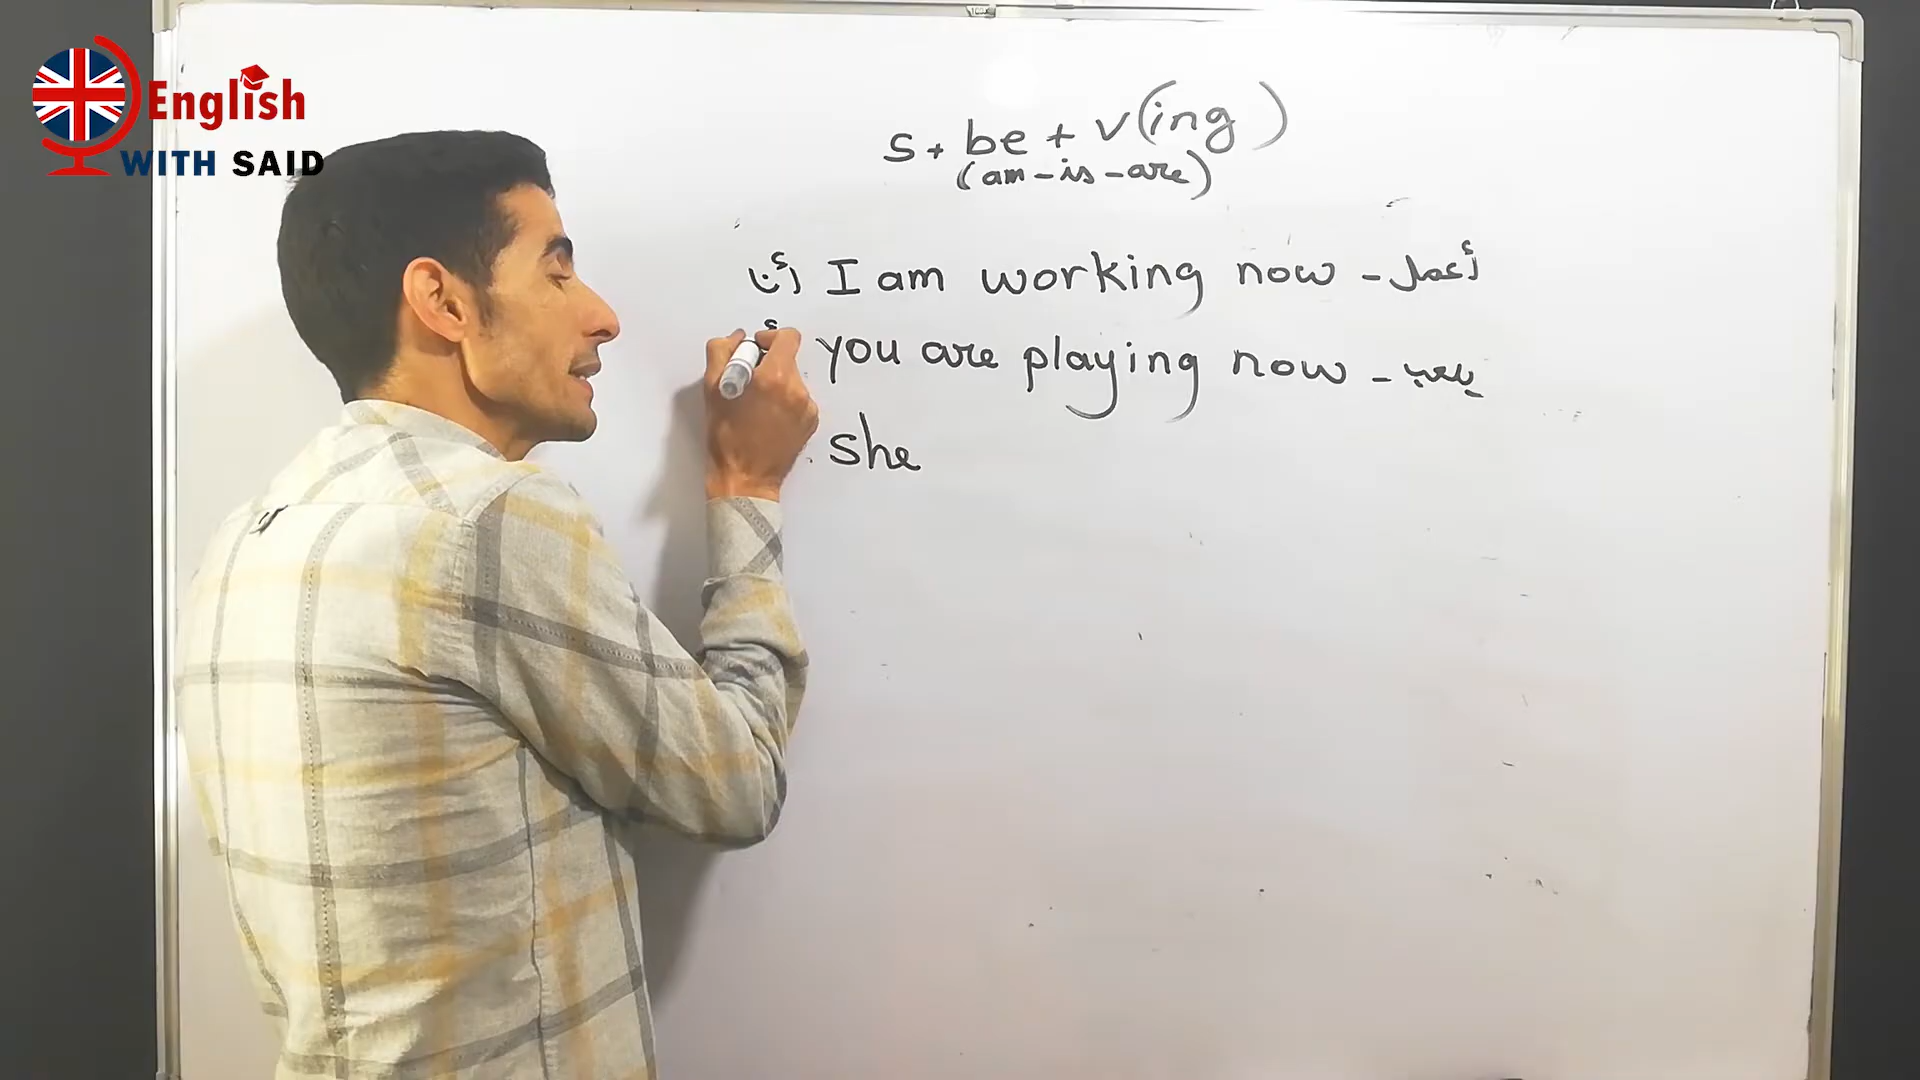 English
WITH SAID
s + be + v(ing)
(am - is - are)
أنا I am working now - أعمل
you are playing now - يلعب
she